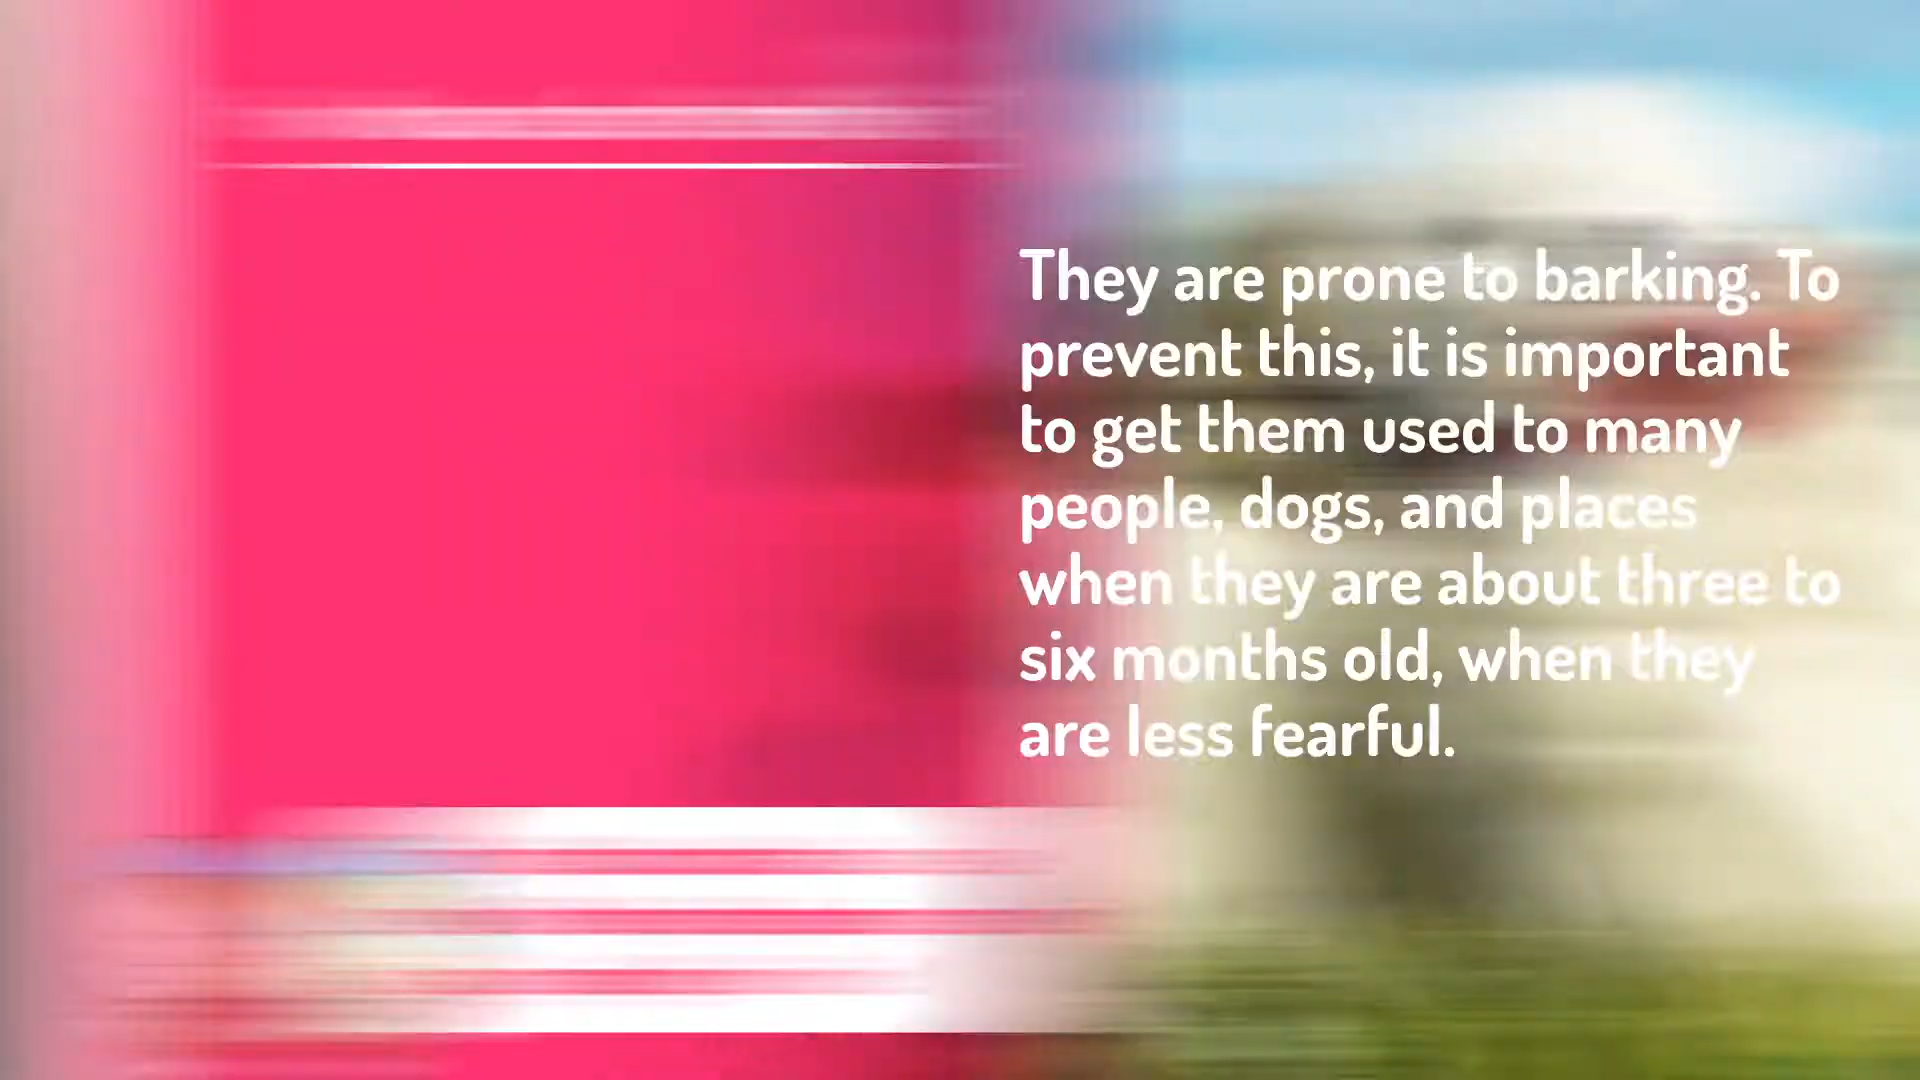 They are prone to barking. To
prevent this, it is important
to get them used to many
people, dogs, and places
when they are about three to
six months old, when they
are less fearful.